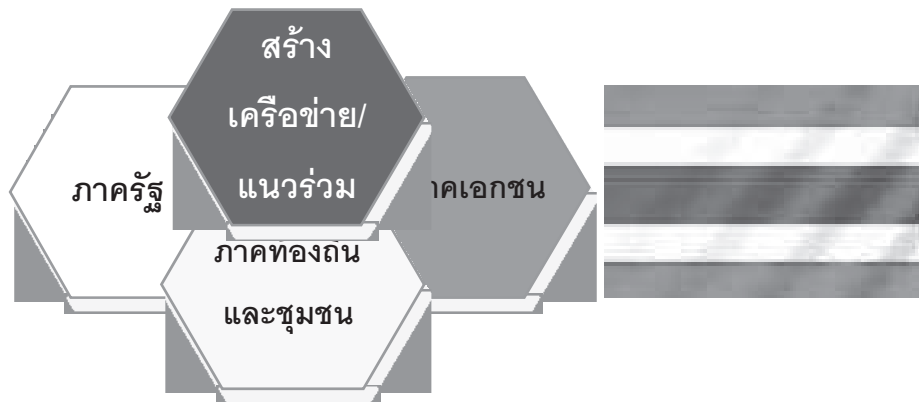 สร้าง
เครือข่าย/
แนวร่วม
ภาครัฐ
าคเอกชน
ภาคท้องถิ่น
และชุมชน